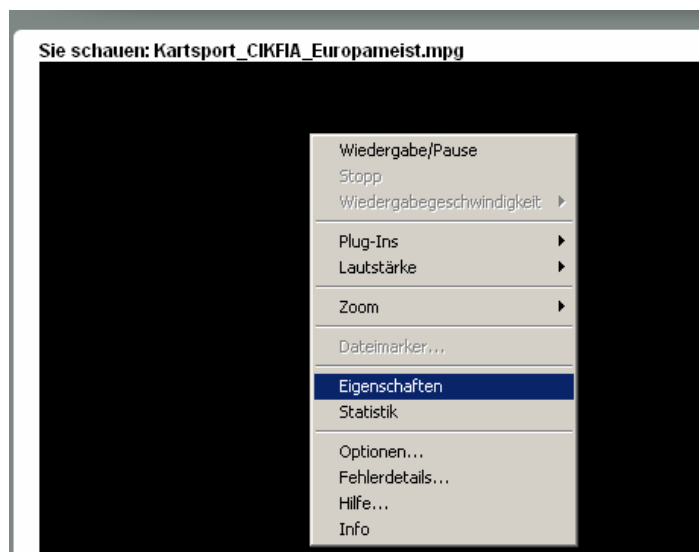 Sie schauen: Kartsport_CIKFIA_Europameist.mpg
Wiedergabe/Pause
Stopp
Wiedergabegeschwindigkeit
Plug-Ins
Lautstärke
Zoom
Dateimarker...
Eigenschaften
Statistik
Optionen...
Fehlerdetails...
Hilfe...
Info